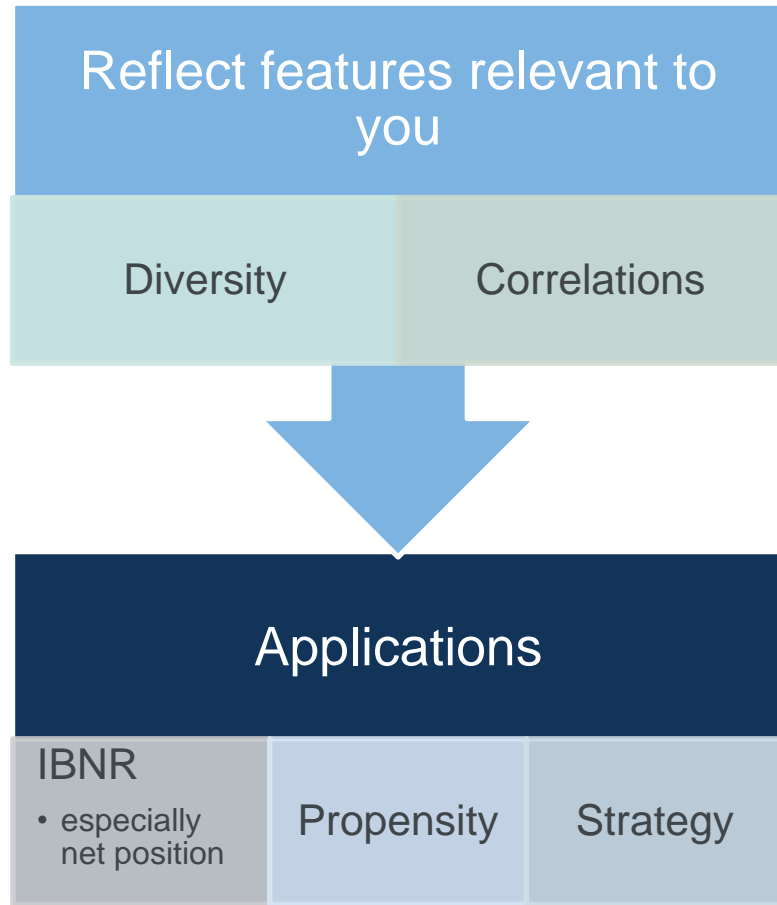 Reflect features relevant to
you
Diversity
Correlations
Applications
IBNR
• especially
net position
Propensity
Strategy